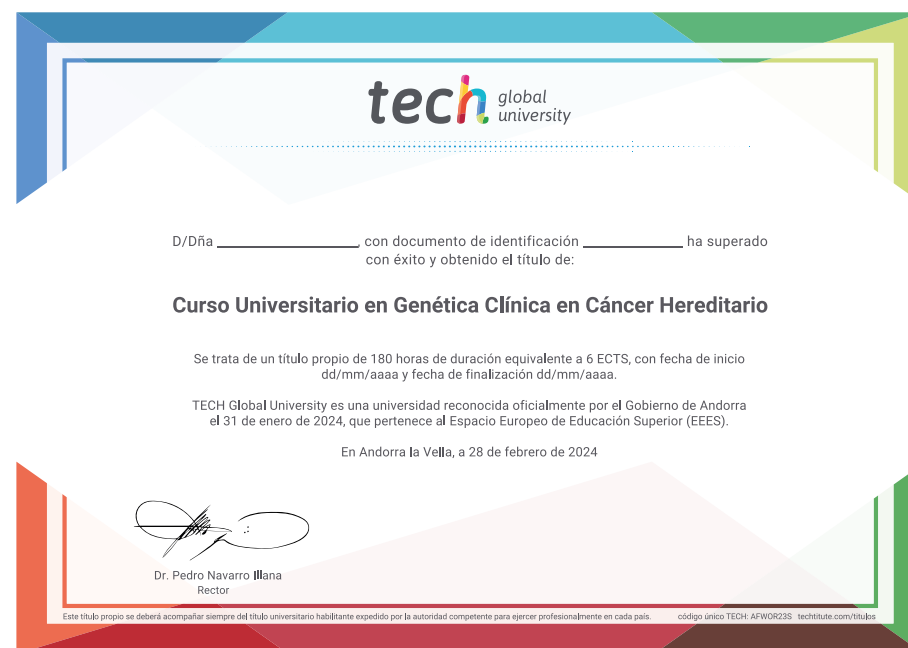 tech global university
D/Dña ____________, con documento de identificación ____________ ha superado
con éxito y obtenido el título de:
Curso Universitario en Genética Clínica en Cáncer Hereditario
Se trata de un título propio de 180 horas de duración equivalente a 6 ECTS, con fecha de inicio
dd/mm/aaaa y fecha de finalización dd/mm/aaaa.
TECH Global University es una universidad reconocida oficialmente por el Gobierno de Andorra
el 31 de enero de 2024, que pertenece al Espacio Europeo de Educación Superior (EEES).
En Andorra la Vella, a 28 de febrero de 2024
Dr. Pedro Navarro Illana
Rector
Este título propio se deberá acompañar siempre del título universitario habilitante expedido por la autoridad competente para ejercer profesionalmente en cada país. código único TECH: AFWOR23S techtitute.com/titulos